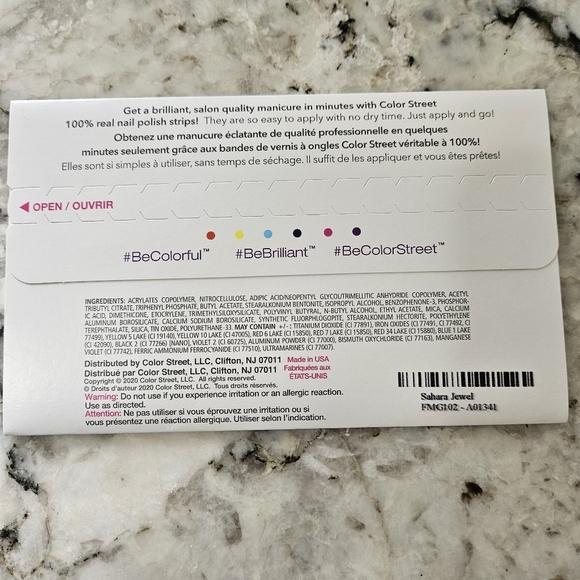 Get a brilliant, salon quality manicure in minutes with Color Street
100% real nail polish strips! They are so easy to apply with no dry time. Just apply and go!
Obtenez une manucure éclatante de qualité professionnelle en quelques
minutes seulement grâce aux bandes de vernis à ongles Color Street véritable à 100%!
Elles sont si simples à utiliser, sans temps de séchage. Il suffit de les appliquer et vous êtes prêtes!
OPEN / OUVRIR
#BeColorful™ #BeBrilliant™ #BeColorStreet™
INGREDIENTS: ACRYLATES COPOLYMER, NITROCELLULOSE, ADIPIC ACID/NEOPENTYL GLYCOL/TRIMELLITIC ANHYDRIDE COPOLYMER, ACETYL
TRIBUTYL CITRATE, TRIPHENYL PHOSPHATE, BUTYL ACETATE, STEARALKONIUM BENTONITE, ISOPROPYL ALCOHOL, BENZOPHENONE-3, PHOSPHOR-
IC ACID, DIMETHICONE, ETOCRYLENE, TRIMETHYLSILOXYSILICATE, POLYVINYL BUTYRAL, N-BUTYL ALCOHOL, ETHYL ACETATE, MICA, CALCIUM
ALUMINUM BOROSILICATE, CALCIUM SODIUM BOROSILICATE, SYNTHETIC FLUORPHLOGOPITE, STEARALKONIUM HECTORITE, POLYETHYLENE
TEREPHTHALATE, SILICA, TIN OXIDE, POLYURETHANE-33. MAY CONTAIN +/- : TITANIUM DIOXIDE (CI 77891), IRON OXIDES (CI 77491, CI 77492, CI
77499), YELLOW 5 LAKE (CI 19140), YELLOW 10 LAKE (CI 47005), RED 6 LAKE (CI 15850), RED 7 LAKE (CI 15850), RED 34 LAKE (CI 15880), BLUE 1 LAKE
(CI 42090), BLACK 2 (CI 77266) [NANO], VIOLET 2 (CI 60725), ALUMINUM POWDER (CI 77000), BISMUTH OXYCHLORIDE (CI 77163), MANGANESE
VIOLET (CI 77742), FERRIC AMMONIUM FERROCYANIDE (CI 77510), ULTRAMARINES (CI 77007).
Distributed by Color Street, LLC, Clifton, NJ 07011 Made in USA
Distribué par Color Street, LLC, Clifton, NJ 07011 Fabriquées aux
Copyright © 2020 Color Street, LLC. All rights reserved. ÉTATS-UNIS
© Droits d'auteur 2020 Color Street, LLC. Tous droits réservés.
Warning: Do not use if you experience irritation or an allergic reaction.
Use as directed.
Attention: Ne pas utiliser si vous éprouvez une irritation ou si
vous présentez une réaction allergique. Utiliser selon l'indication.
Sahara Jewel
FMG102 - A01341